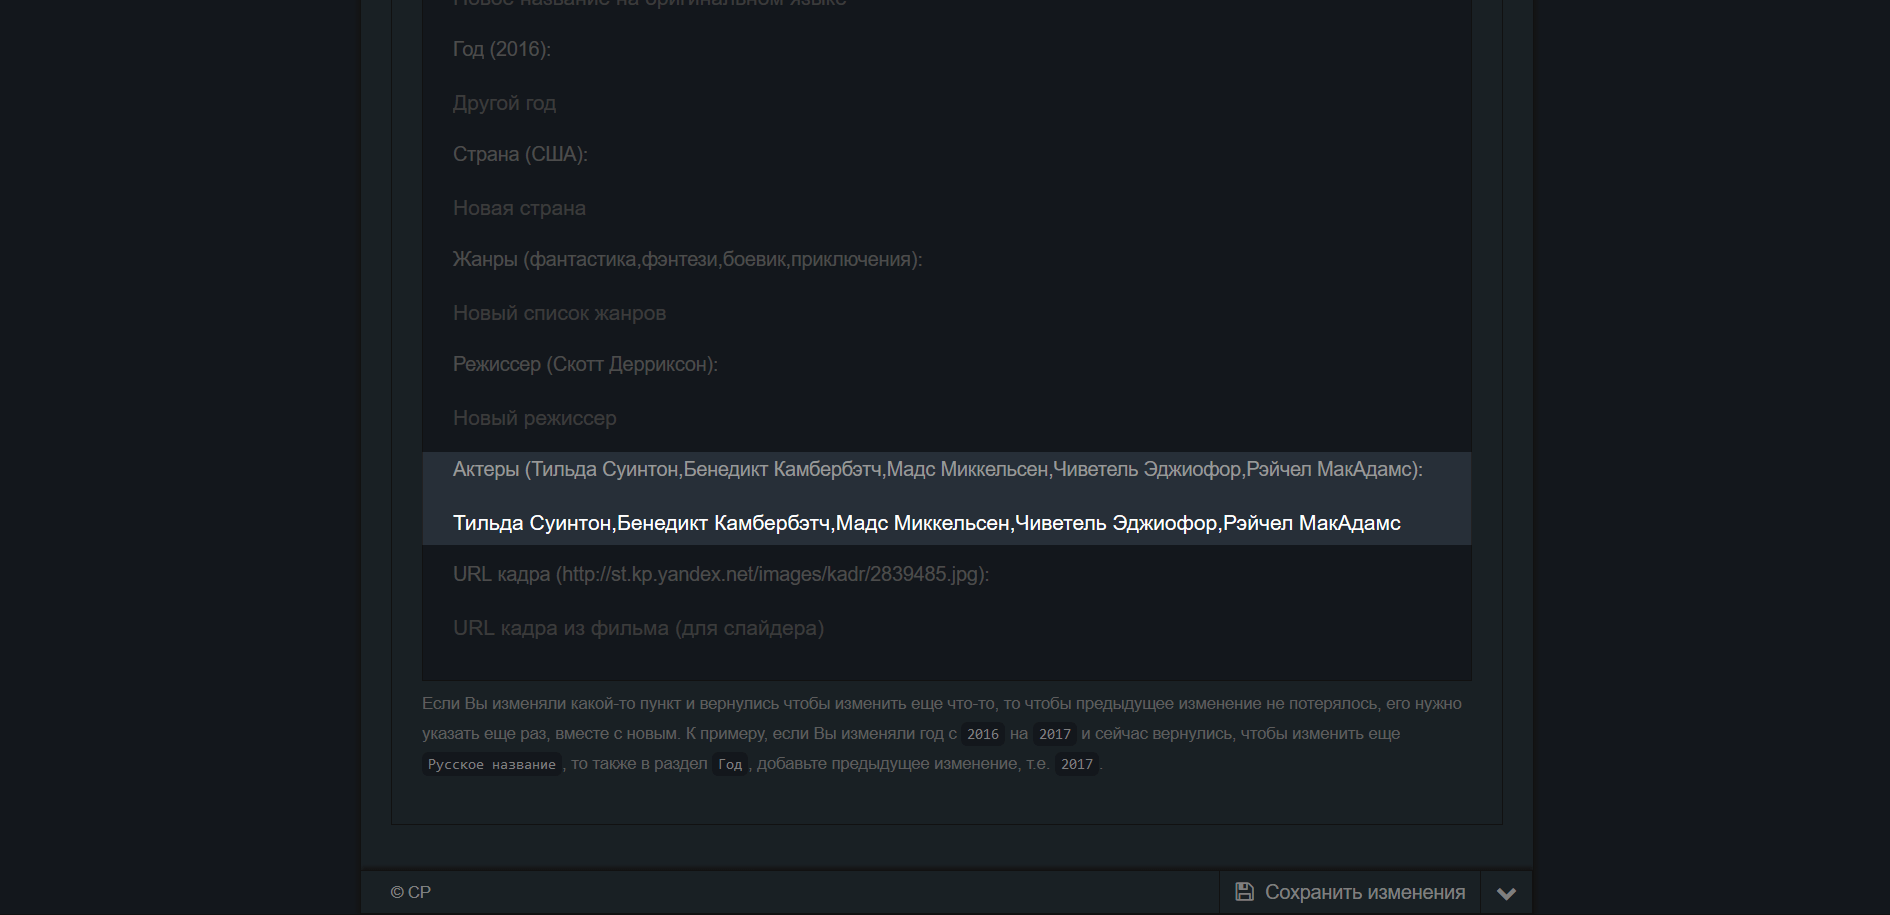 Новое название на оригинальном языке
Год (2016):
Другой год
Страна (США):
Новая страна
Жанры (фантастика,фэнтези,боевик,приключения):
Новый список жанров
Режиссер (Скотт Дерриксон):
Новый режиссер
Актеры (Тильда Суинтон,Бенедикт Камбербэтч,Мадс Миккельсен,Чиветель Эджиофор,Рэйчел МакАдамс):
Тильда Суинтон,Бенедикт Камбербэтч,Мадс Миккельсен,Чиветель Эджиофор,Рэйчел МакАдамс
URL кадра (http://st.kp.yandex.net/images/kadr/2839485.jpg):
URL кадра из фильма (для слайдера)
Если Вы изменяли какой-то пункт и вернулись чтобы изменить еще что-то, то чтобы предыдущее изменение не потерялось, его нужно
указать еще раз, вместе с новым. К примеру, если Вы изменяли год с 2016 на 2017 и сейчас вернулись, чтобы изменить еще
Русское название, то также в раздел Год, добавьте предыдущее изменение, т.е. 2017.
© CP Сохранить изменения